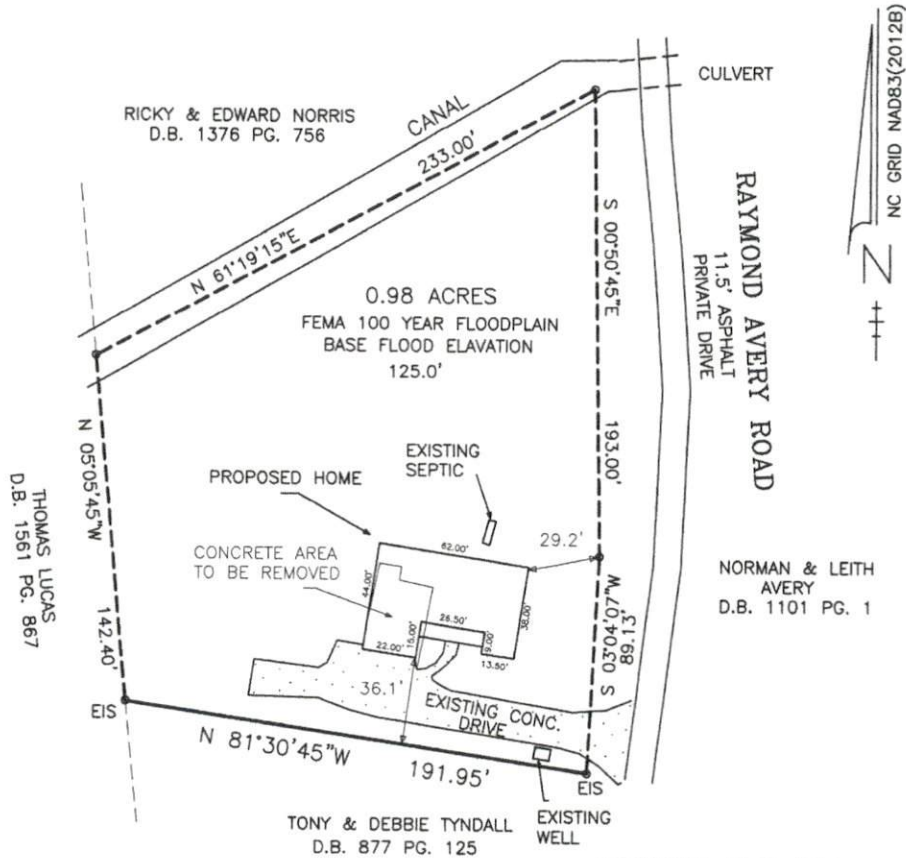 NC GRID NAD83(2012B)
CULVERT
RICKY & EDWARD NORRIS
D.B. 1376 PG. 756
CANAL
233.00'
N 61°19'15"E
S 00°50'45"E
193.00'
RAYMOND AVERY ROAD
11.5' ASPHALT
PRIVATE DRIVE
0.98 ACRES
FEMA 100 YEAR FLOODPLAIN
BASE FLOOD ELAVATION
125.0'
N 05°05'45"W
142.40'
THOMAS LUCAS
D.B. 1561 PG. 867
EXISTING
SEPTIC
PROPOSED HOME
CONCRETE AREA
TO BE REMOVED
62.00'
29.2'
44.00'
38.00'
26.50'
15.00'
9.00'
22.00'
13.50'
36.1'
S 03°04'07"W
89.13'
NORMAN & LEITH
AVERY
D.B. 1101 PG. 1
EXISTING CONC.
DRIVE
EIS
N 81°30'45"W
191.95'
EIS
EXISTING
WELL
TONY & DEBBIE TYNDALL
D.B. 877 PG. 125